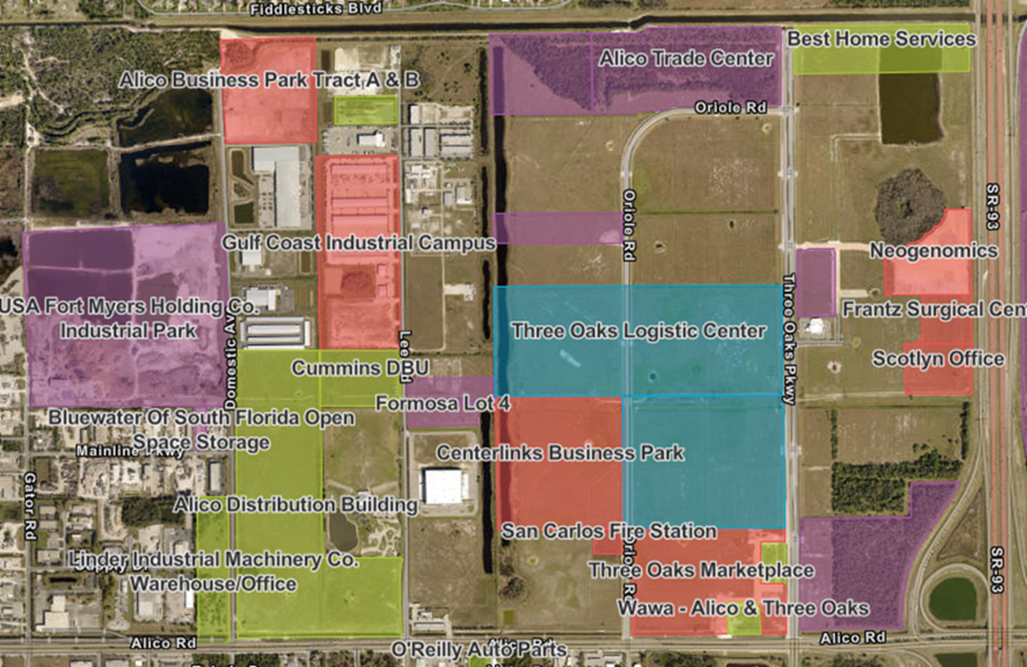 Fiddlesticks Blvd
Best Home Services
Alico Trade Center
Alico Business Park Tract A & B
Oriole Rd
SR-93
Oriole Rd
Gulf Coast Industrial Campus
Neogenomics
USA Fort Myers Holding Co.
Industrial Park
Three Oaks Pkwy
Frantz Surgical Cen
Three Oaks Logistic Center
Domestic Av
Lee
Scotlyn Office
Cummins DBU
Formosa Lot 4
Bluewater Of South Florida Open
Space Storage
Mainline Pkwy
Centerlinks Business Park
Gator Rd
Alico Distribution Building
San Carlos Fire Station
Linder Industrial Machinery Co.
Warehouse/Office
Oriole R
Three Oaks Marketplace
SR-93
Wawa - Alico & Three Oaks
Alico Rd
Alico Rd
O'Reilly Auto Parts